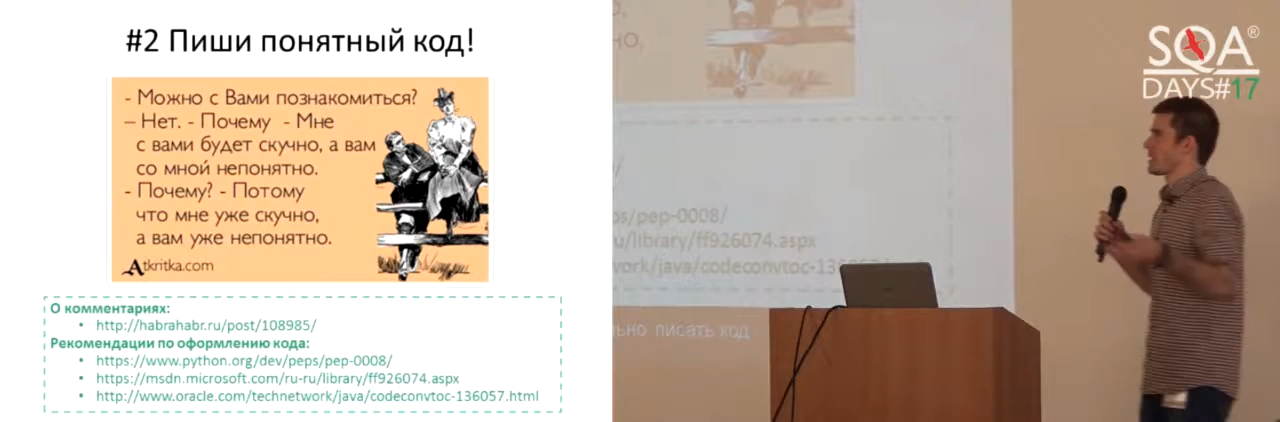 #2 Пиши понятный код!
- Можно с Вами познакомиться?
– Нет. - Почему - Мне
с вами будет скучно, а вам
со мной непонятно.
- Почему? - Потому
что мне уже скучно,
а вам уже непонятно.
Atkritka.com
О комментариях:
• http://habrahabr.ru/post/108985/
Рекомендации по оформлению кода:
• https://www.python.org/dev/peps/pep-0008/
• https://msdn.microsoft.com/ru-ru/library/ff926074.aspx
• http://www.oracle.com/technetwork/java/codeconvtoc-136057.html
но,
ps/pep-0008/
u/library/ff926074.aspx
work/java/codeconvtoc-136
ьно писать код
SQA®
DAYS#17